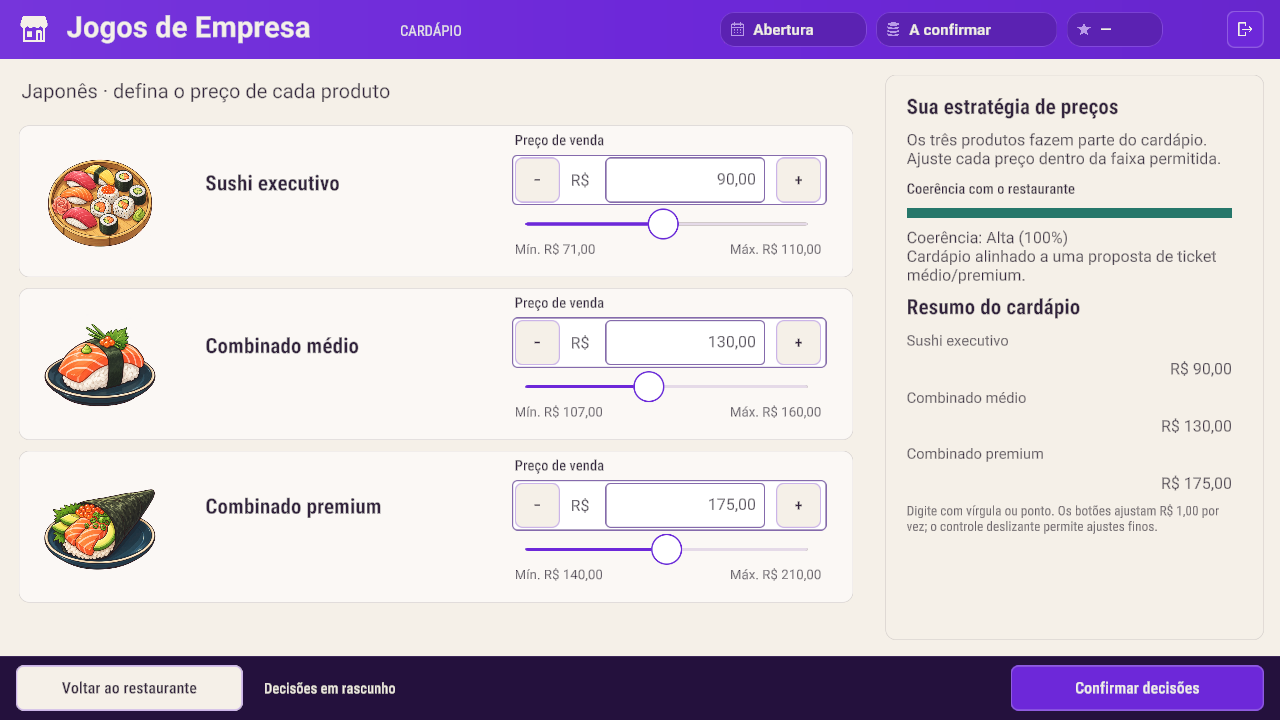 Jogos de Empresa
CARDÁPIO
Abertura
A confirmar
—
Japonês · defina o preço de cada produto
Sushi executivo
Preço de venda
-
R$
90,00
+
Mín. R$ 71,00
Máx. R$ 110,00
Combinado médio
Preço de venda
-
R$
130,00
+
Mín. R$ 107,00
Máx. R$ 160,00
Combinado premium
Preço de venda
-
R$
175,00
+
Mín. R$ 140,00
Máx. R$ 210,00
Sua estratégia de preços
Os três produtos fazem parte do cardápio.
Ajuste cada preço dentro da faixa permitida.
Coerência com o restaurante
Coerência: Alta (100%)
Cardápio alinhado a uma proposta de ticket
médio/premium.
Resumo do cardápio
Sushi executivo
R$ 90,00
Combinado médio
R$ 130,00
Combinado premium
R$ 175,00
Digite com vírgula ou ponto. Os botões ajustam R$ 1,00 por
vez; o controle deslizante permite ajustes finos.
Voltar ao restaurante
Decisões em rascunho
Confirmar decisões